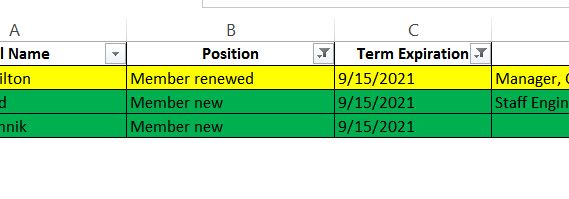 A B C
l Name Position Term Expiration
ilton Member renewed 9/15/2021 Manager, C
d Member new 9/15/2021 Staff Engin
hnik Member new 9/15/2021